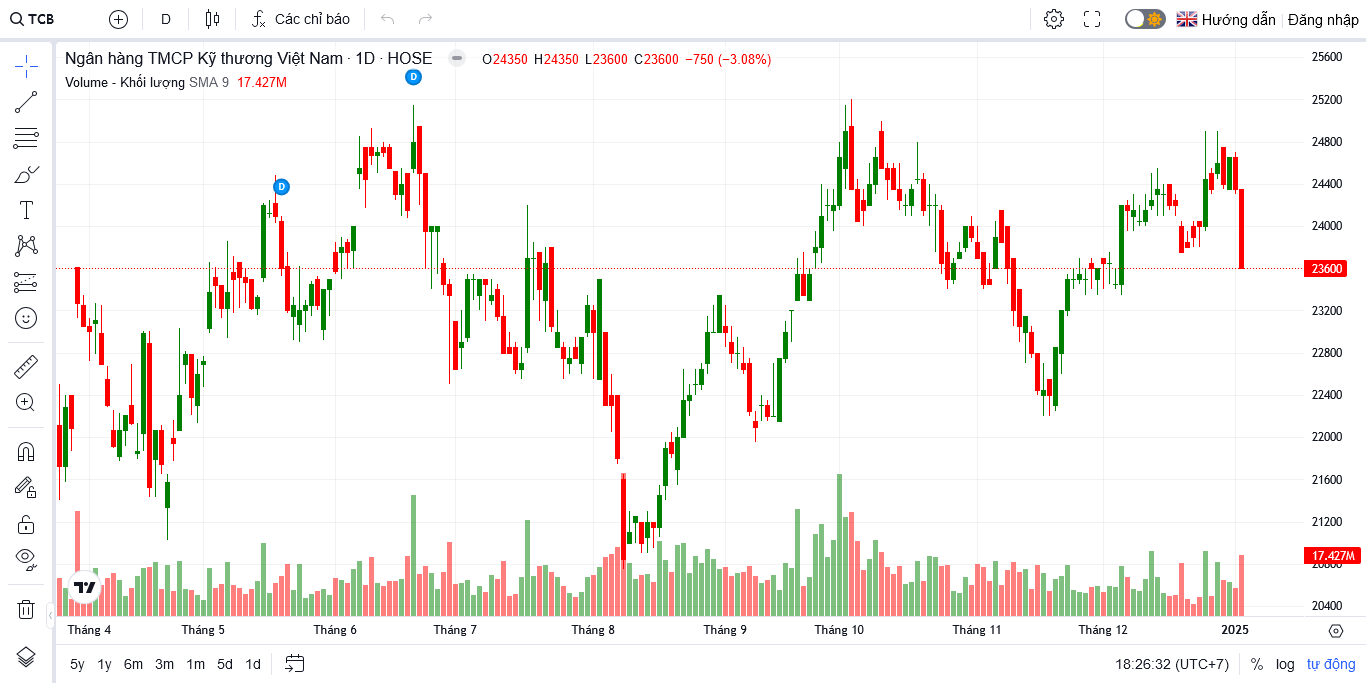 TCB D Các chỉ báo Hướng dẫn Đăng nhập
Ngân hàng TMCP Kỹ thương Việt Nam · 1D · HOSE O24350 H24350 L23600 C23600 −750 (−3.08%)
Volume - Khối lượng SMA 9 17.427M
D
D
25600
25200
24800
24400
24000
23600
23200
22800
22400
22000
21600
21200
17.427M
20800
20400
Tháng 4 Tháng 5 Tháng 6 Tháng 7 Tháng 8 Tháng 9 Tháng 10 Tháng 11 Tháng 12 2025
5y 1y 6m 3m 1m 5d 1d 18:26:32 (UTC+7) % log tự động